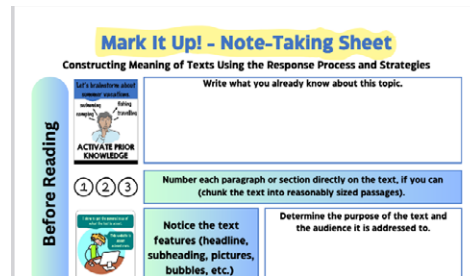 Mark It Up! - Note-Taking Sheet
Constructing Meaning of Texts Using the Response Process and Strategies
Before Reading
Let's brainstorm about
summer vacations.
swimming
fishing
camping
travelling
ACTIVATE PRIOR
KNOWLEDGE
Write what you already know about this topic.
1 2 3
Number each paragraph or section directly on the text, if you can
(chunk the text into reasonably sized passages).
Notice the text
features (headline,
subheading, pictures,
bubbles, etc.)
Determine the purpose of the text and
the audience it is addressed to.